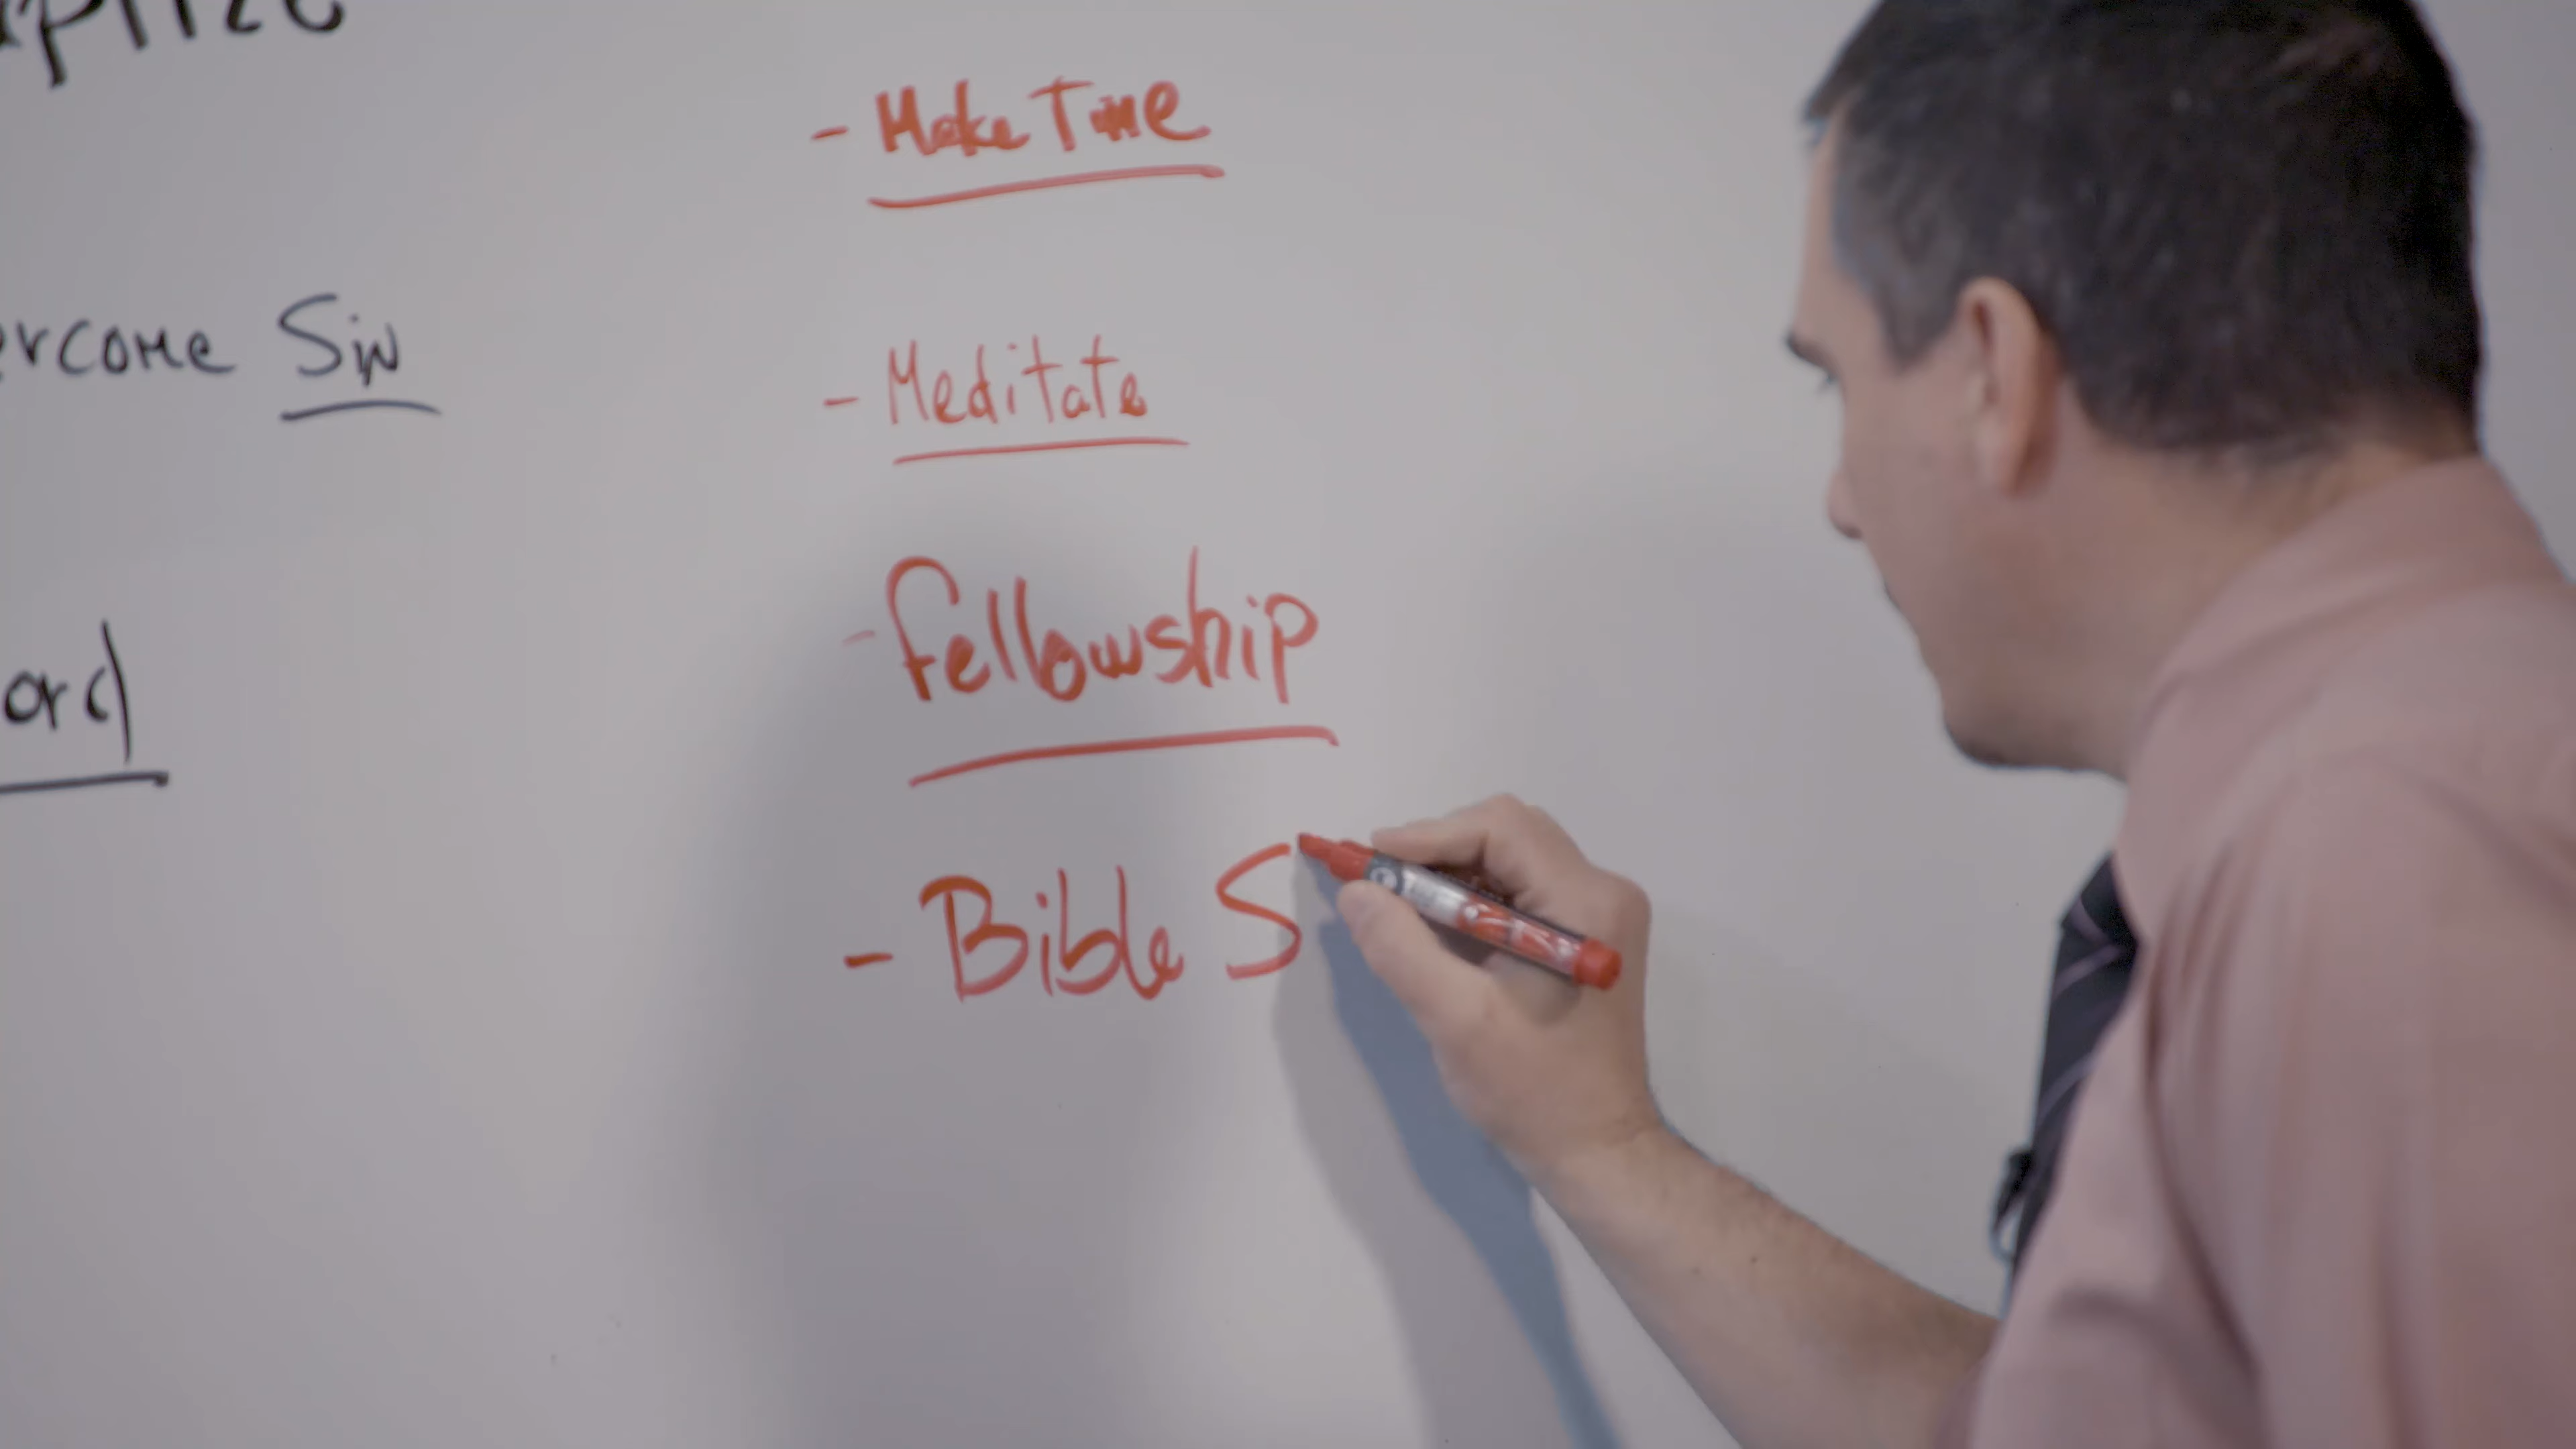 - Make Time
ercome Sin
- Meditate
- Fellowship
ord
- Bible S